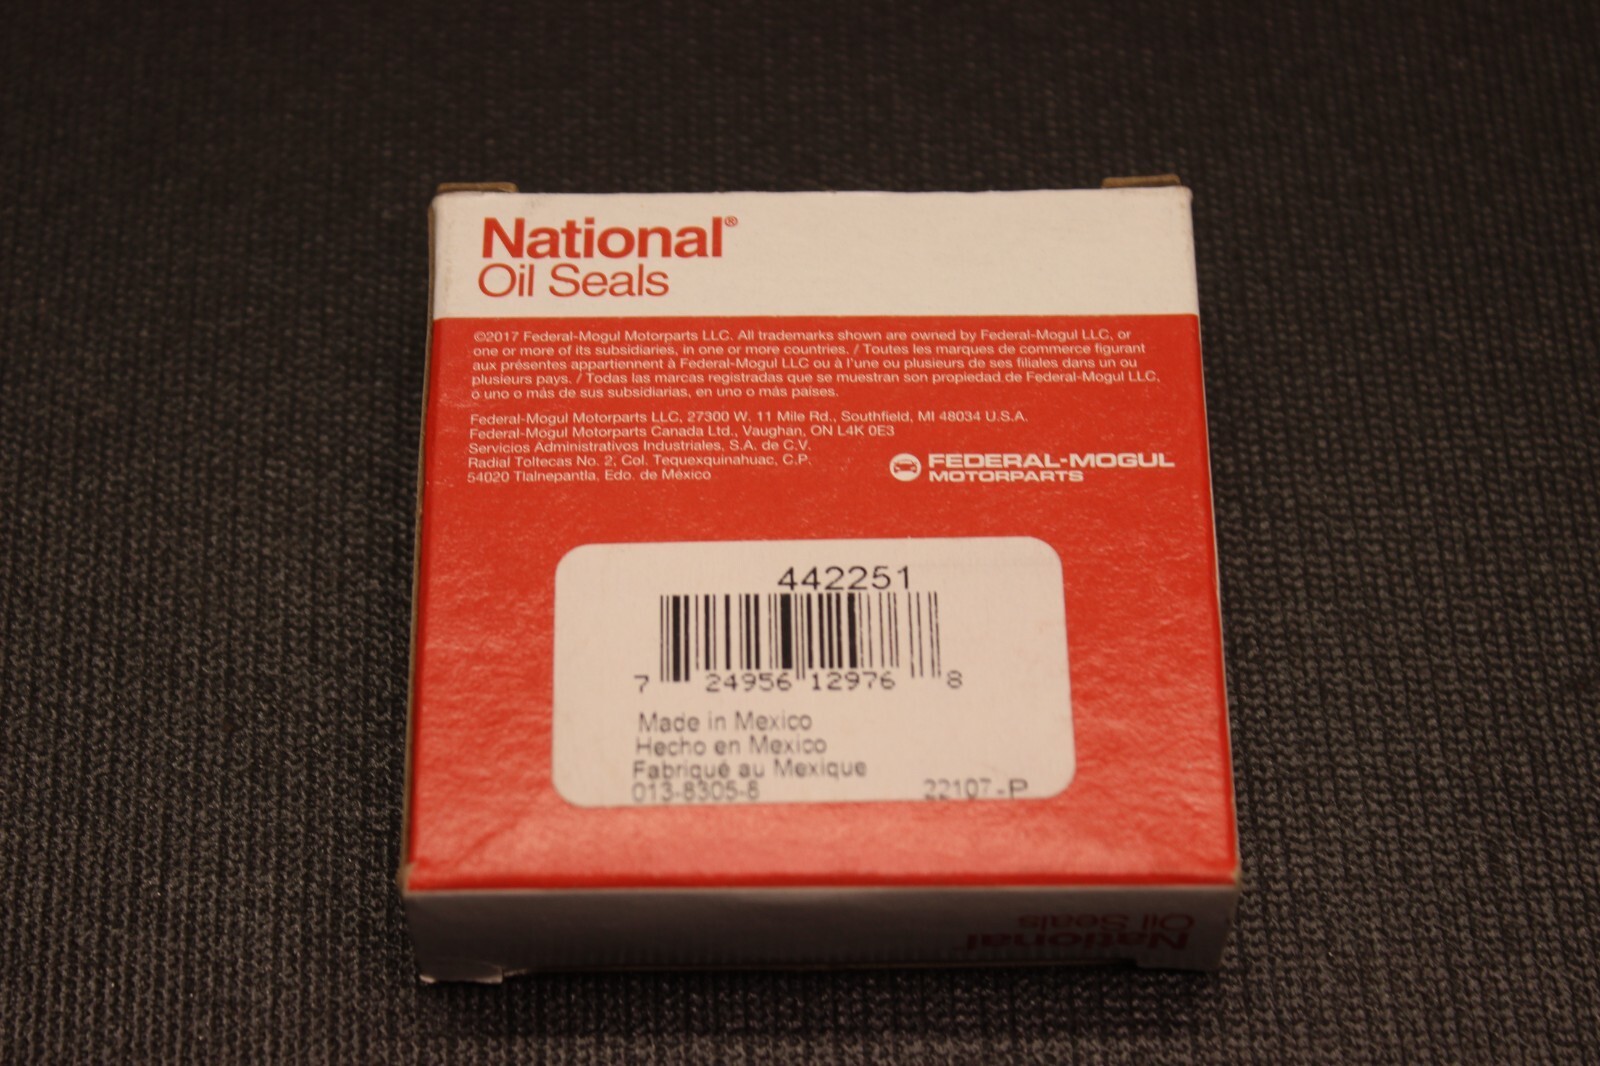 National®
Oil Seals
©2017 Federal-Mogul Motorparts LLC. All trademarks shown are owned by Federal-Mogul LLC, or
one or more of its subsidiaries, in one or more countries. / Toutes les marques de commerce figurant
aux présentes appartiennent à Federal-Mogul LLC ou à l'une ou plusieurs de ses filiales dans un ou
plusieurs pays. / Todas las marcas registradas que se muestran son propiedad de Federal-Mogul LLC,
o uno o más de sus subsidiarias, en uno o más países.
Federal-Mogul Motorparts LLC, 27300 W. 11 Mile Rd., Southfield, MI 48034 U.S.A.
Federal-Mogul Motorparts Canada Ltd., Vaughan, ON L4K 0E3
Servicios Administrativos Industriales, S.A. de C.V.
Radial Toltecas No. 2, Col. Tequexquinahuac, C.P.
54020 Tlalnepantla, Edo. de México
FEDERAL-MOGUL
MOTORPARTS
442251
7 24956 12976 8
Made in Mexico
Hecho en Mexico
Fabriqué au Mexique
013-8305-8 22107-P
National
Oil Seals